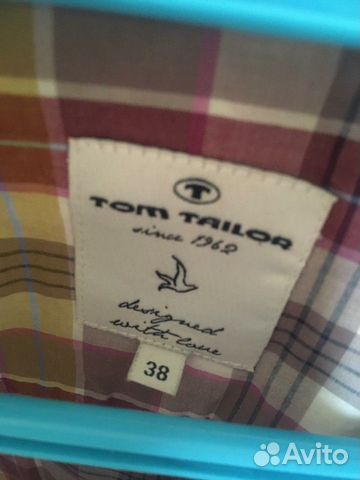 T
TOM TAILOR
since 1962
designed
with love
38
Avito